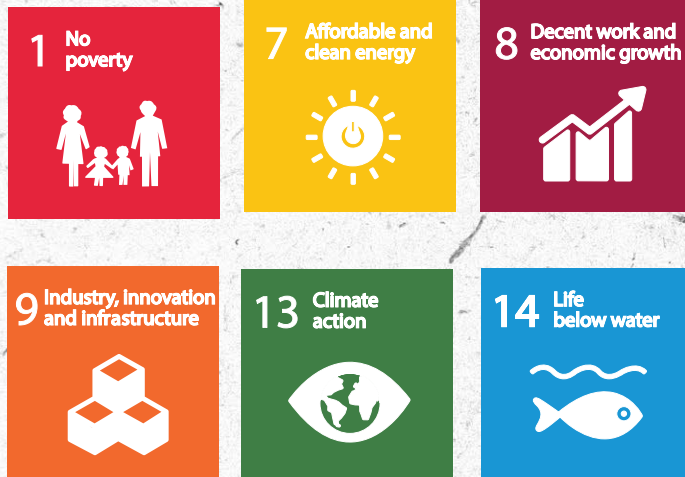 1 No
poverty
7 Affordable and
clean energy
8 Decent work and
economic growth
9 Industry, innovation
and infrastructure
13 Climate
action
14 Life
below water